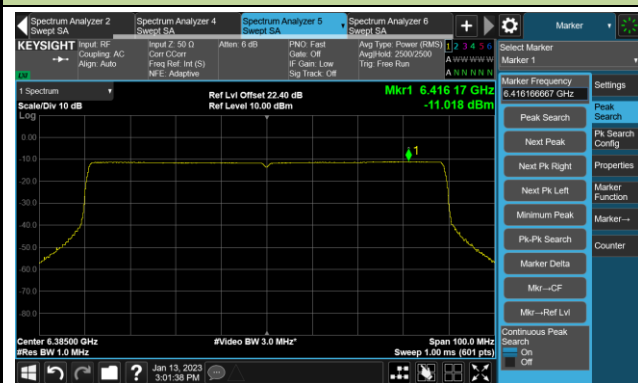 Spectrum Analyzer 2
Swept SA
Spectrum Analyzer 4
Swept SA
Spectrum Analyzer 5
Swept SA
Spectrum Analyzer 6
Swept SA
+
Marker
KEYSIGHT
Input: RF
Coupling: AC
Align: Auto
Input Z: 50 Ω
Corr CCorr
Freq Ref: Int (S)
NFE: Adaptive
Atten: 6 dB
PNO: Fast
Gate: Off
IF Gain: Low
Sig Track: Off
Avg Type: Power (RMS)
Avg|Hold: 2500/2500
Trig: Free Run
1 2 3 4 5 6
A W W W W W
A N N N N N
Select Marker
Marker 1
1 Spectrum
Scale/Div 10 dB
Log
Ref Lvl Offset 22.40 dB
Ref Level 10.00 dBm
Mkr1 6.416 17 GHz
-11.018 dBm
0.00
-10.0
-20.0
-30.0
-40.0
-50.0
-60.0
-70.0
-80.0
1
Center 6.38500 GHz
#Res BW 1.0 MHz
#Video BW 3.0 MHz*
Span 100.0 MHz
Sweep 1.00 ms (601 pts)
Marker Frequency
6.416166667 GHz
Peak Search
Next Peak
Next Pk Right
Next Pk Left
Minimum Peak
Pk-Pk Search
Marker Delta
Mkr→CF
Mkr→Ref Lvl
Continuous Peak
Search
On
Off
Settings
Peak
Search
Pk Search
Config
Properties
Marker
Function
Marker→
Counter
?
Jan 13, 2023
3:01:38 PM